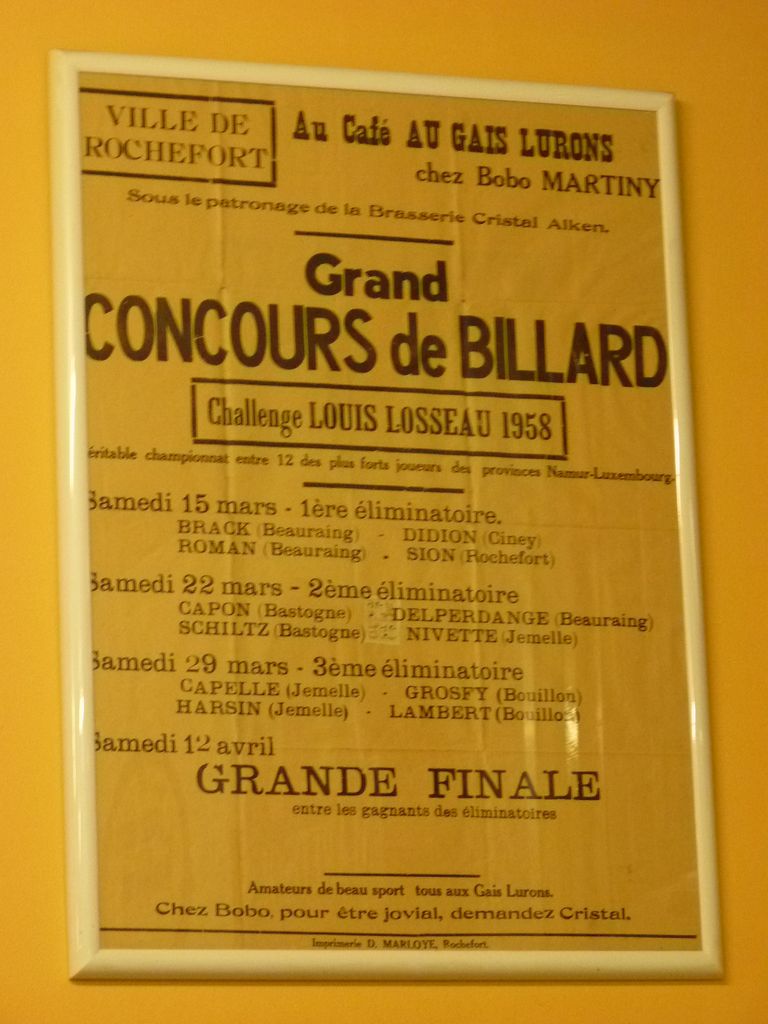 VILLE DE
ROCHEFORT
Au Café AU GAIS LURONS
chez Bobo MARTINY
Sous le patronage de la Brasserie Cristal Alken.
Grand
CONCOURS de BILLARD
Challenge LOUIS LOSSEAU 1958
éritable championnat entre 12 des plus forts joueurs des provinces Namur-Luxembourg-
Samedi 15 mars - 1ère éliminatoire.
BRACK (Beauraing) - DIDION (Ciney)
ROMAN (Beauraing) - SION (Rochefort)
Samedi 22 mars - 2ème éliminatoire
CAPON (Bastogne) DELPERDANGE (Beauraing)
SCHILTZ (Bastogne) NIVETTE (Jemelle)
Samedi 29 mars - 3ème éliminatoire
CAPELLE (Jemelle) - GROSFY (Bouillon)
HARSIN (Jemelle) - LAMBERT (Bouillon)
Samedi 12 avril
GRANDE FINALE
entre les gagnants des éliminatoires
Amateurs de beau sport tous aux Gais Lurons.
Chez Bobo, pour être jovial, demandez Cristal.
Imprimerie D. MARLOYE, Rochefort.